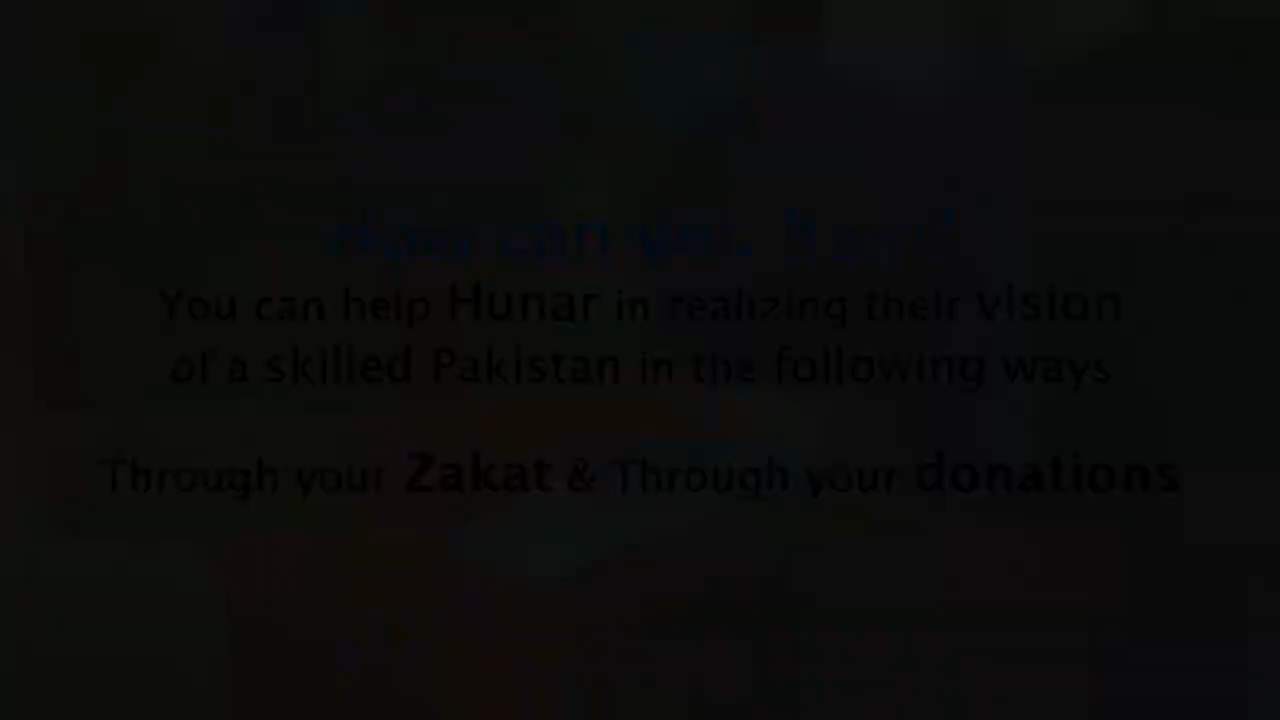 How can you help?
You can help Hunar in realizing their vision
of a skilled Pakistan in the following ways
Through your Zakat & Through your donations